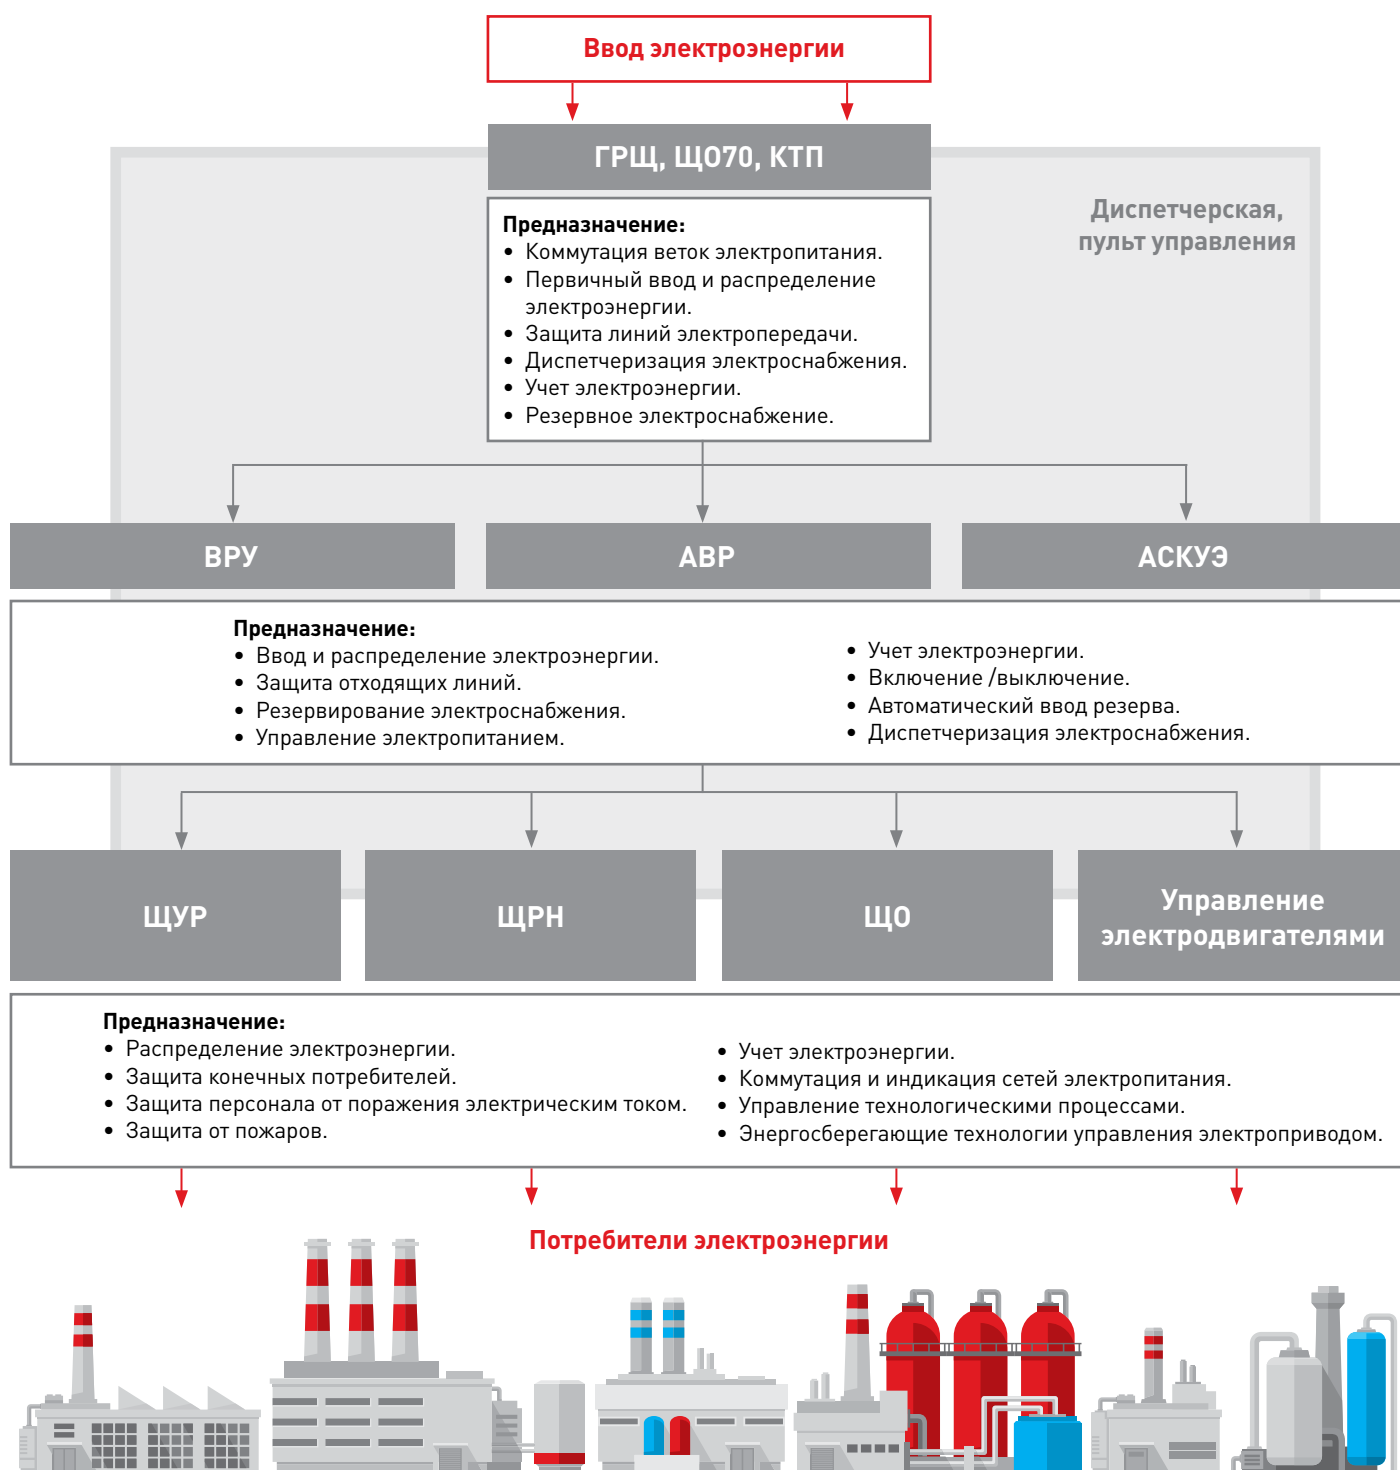 Ввод электроэнергии
ГРЩ, ЩО70, КТП
Диспетчерская,
пульт управления
Предназначение:
• Коммутация веток электропитания.
• Первичный ввод и распределение
электроэнергии.
• Защита линий электропередачи.
• Диспетчеризация электроснабжения.
• Учет электроэнергии.
• Резервное электроснабжение.
ВРУ
АВР
АСКУЭ
Предназначение:
• Ввод и распределение электроэнергии.
• Защита отходящих линий.
• Резервирование электроснабжения.
• Управление электропитанием.
• Учет электроэнергии.
• Включение /выключение.
• Автоматический ввод резерва.
• Диспетчеризация электроснабжения.
ЩУР
ЩРН
ЩО
Управление
электродвигателями
Предназначение:
• Распределение электроэнергии.
• Защита конечных потребителей.
• Защита персонала от поражения электрическим током.
• Защита от пожаров.
• Учет электроэнергии.
• Коммутация и индикация сетей электропитания.
• Управление технологическими процессами.
• Энергосберегающие технологии управления электроприводом.
Потребители электроэнергии